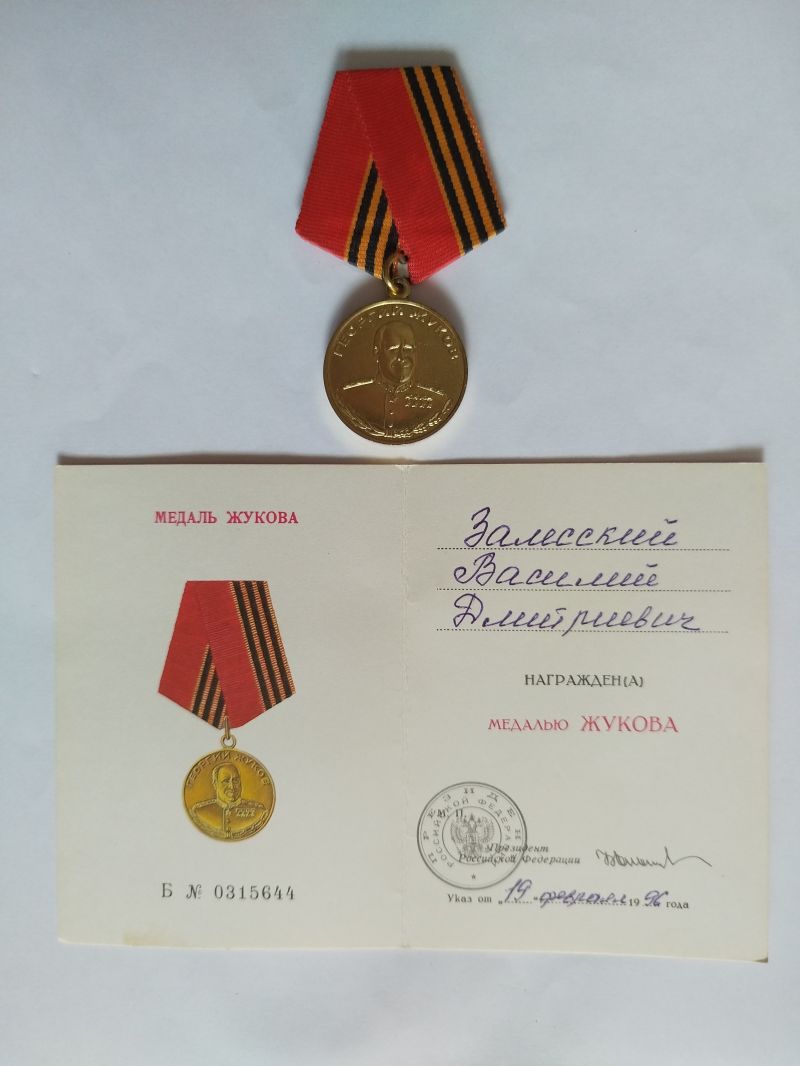 ГЕОРГИЙ ЖУКОВ
МЕДАЛЬ ЖУКОВА
ГЕОРГИЙ ЖУКОВ
Б № 0315644
Залесский
Василий
Дмитриевич
НАГРАЖДЕН(А)
МЕДАЛЬЮ ЖУКОВА
М. П.
Президент
Российской Федерации
Указ от „19“ февраля 1996 года